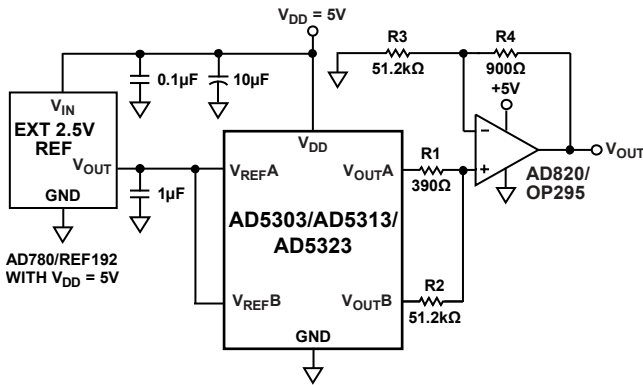 V_DD = 5V
R3
51.2kΩ
R4
900Ω
+5V
0.1µF
10µF
V_IN
EXT 2.5V
REF
V_OUT
GND
1µF
AD780/REF192
WITH V_DD = 5V
V_DD
V_REFA
V_OUTA
AD5303/AD5313/
AD5323
V_REFB
V_OUTB
GND
R1
390Ω
R2
51.2kΩ
–
+
V_OUT
AD820/
OP295